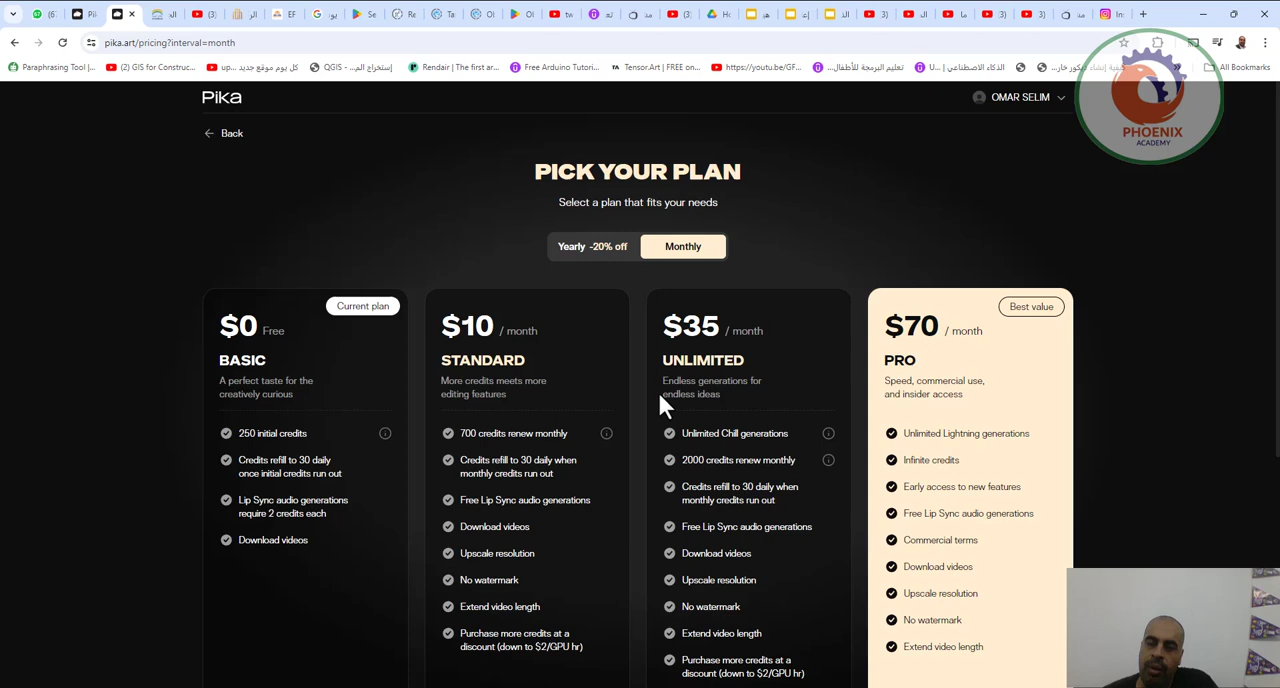 pika.art/pricing?interval=month
Paraphrasing Tool |...
(2) GIS for Construc...
up... كل يوم موقع جديد
QGIS - إستخراج الم...
The first org...
Free Arduino Tutori...
Tensor.Art | FREE on...
https://youtu.be/GF...
تعليم البرمجة للأطفال...
U... | الذكاء الاصطناعي
All Bookmarks
Pika
OMAR SELIM
PHOENIX
ACADEMY
Back
PICK YOUR PLAN
Select a plan that fits your needs
Yearly -20% off
Monthly
Current plan
$0 Free
BASIC
A perfect taste for the
creatively curious
250 initial credits
Credits refill to 30 daily
once initial credits run out
Lip Sync audio generations
require 2 credits each
Download videos
$10 / month
STANDARD
More credits meets more
editing features
700 credits renew monthly
Credits refill to 30 daily when
monthly credits run out
Free Lip Sync audio generations
Download videos
Upscale resolution
No watermark
Extend video length
Purchase more credits at a
discount (down to $2/GPU hr)
$35 / month
UNLIMITED
Endless generations for
endless ideas
Unlimited Chill generations
2000 credits renew monthly
Credits refill to 30 daily when
monthly credits run out
Free Lip Sync audio generations
Download videos
Upscale resolution
No watermark
Extend video length
Purchase more credits at a
discount (down to $2/GPU hr)
Best value
$70 / month
PRO
Speed, commercial use,
and insider access
Unlimited Lightning generations
Infinite credits
Early access to new features
Free Lip Sync audio generations
Commercial terms
Download videos
Upscale resolution
No watermark
Extend video length